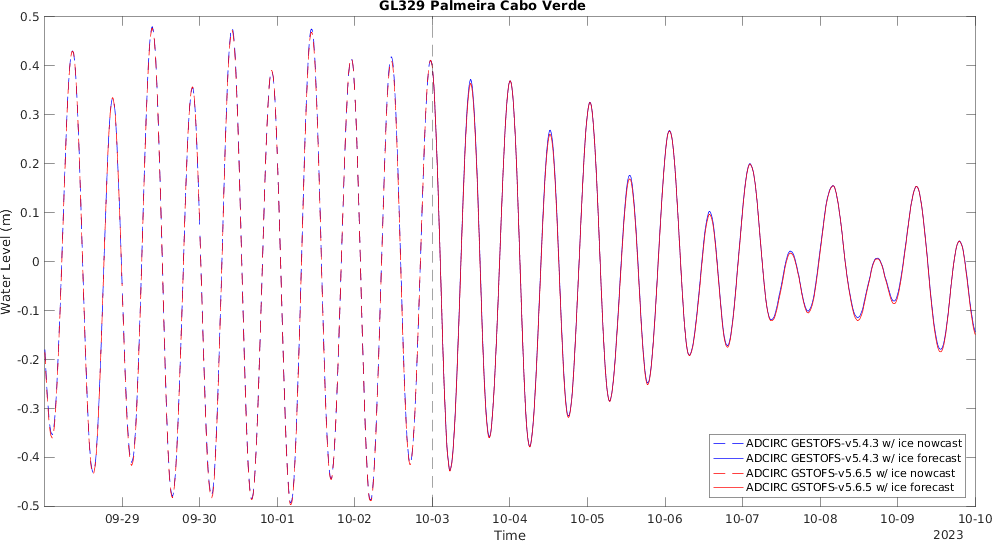 GL329 Palmeira Cabo Verde
0.5
0.4
0.3
0.2
0.1
0
-0.1
-0.2
-0.3
-0.4
-0.5
Water Level (m)
ADCIRC GESTOFS-v5.4.3 w/ ice nowcast
ADCIRC GESTOFS-v5.4.3 w/ ice forecast
ADCIRC GSTOFS-v5.6.5 w/ ice nowcast
ADCIRC GSTOFS-v5.6.5 w/ ice forecast
09-29 09-30 10-01 10-02 10-03 10-04 10-05 10-06 10-07 10-08 10-09 10-10
Time 2023